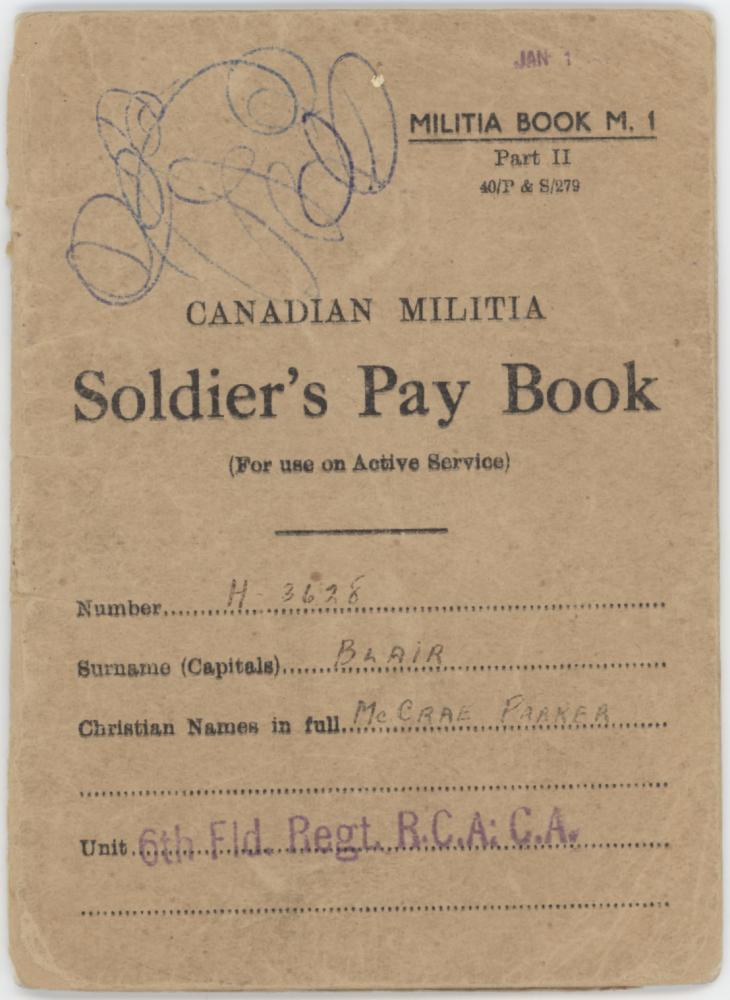 JAN 1
MILITIA BOOK M. 1
Part II
40/P & S/279
CANADIAN MILITIA
Soldier's Pay Book
(For use on Active Service)
Number H-3628
Surname (Capitals) BLAIR
Christian Names in full McCRAE PARKER
Unit 6th Fld. Regt. R.C.A: C.A.